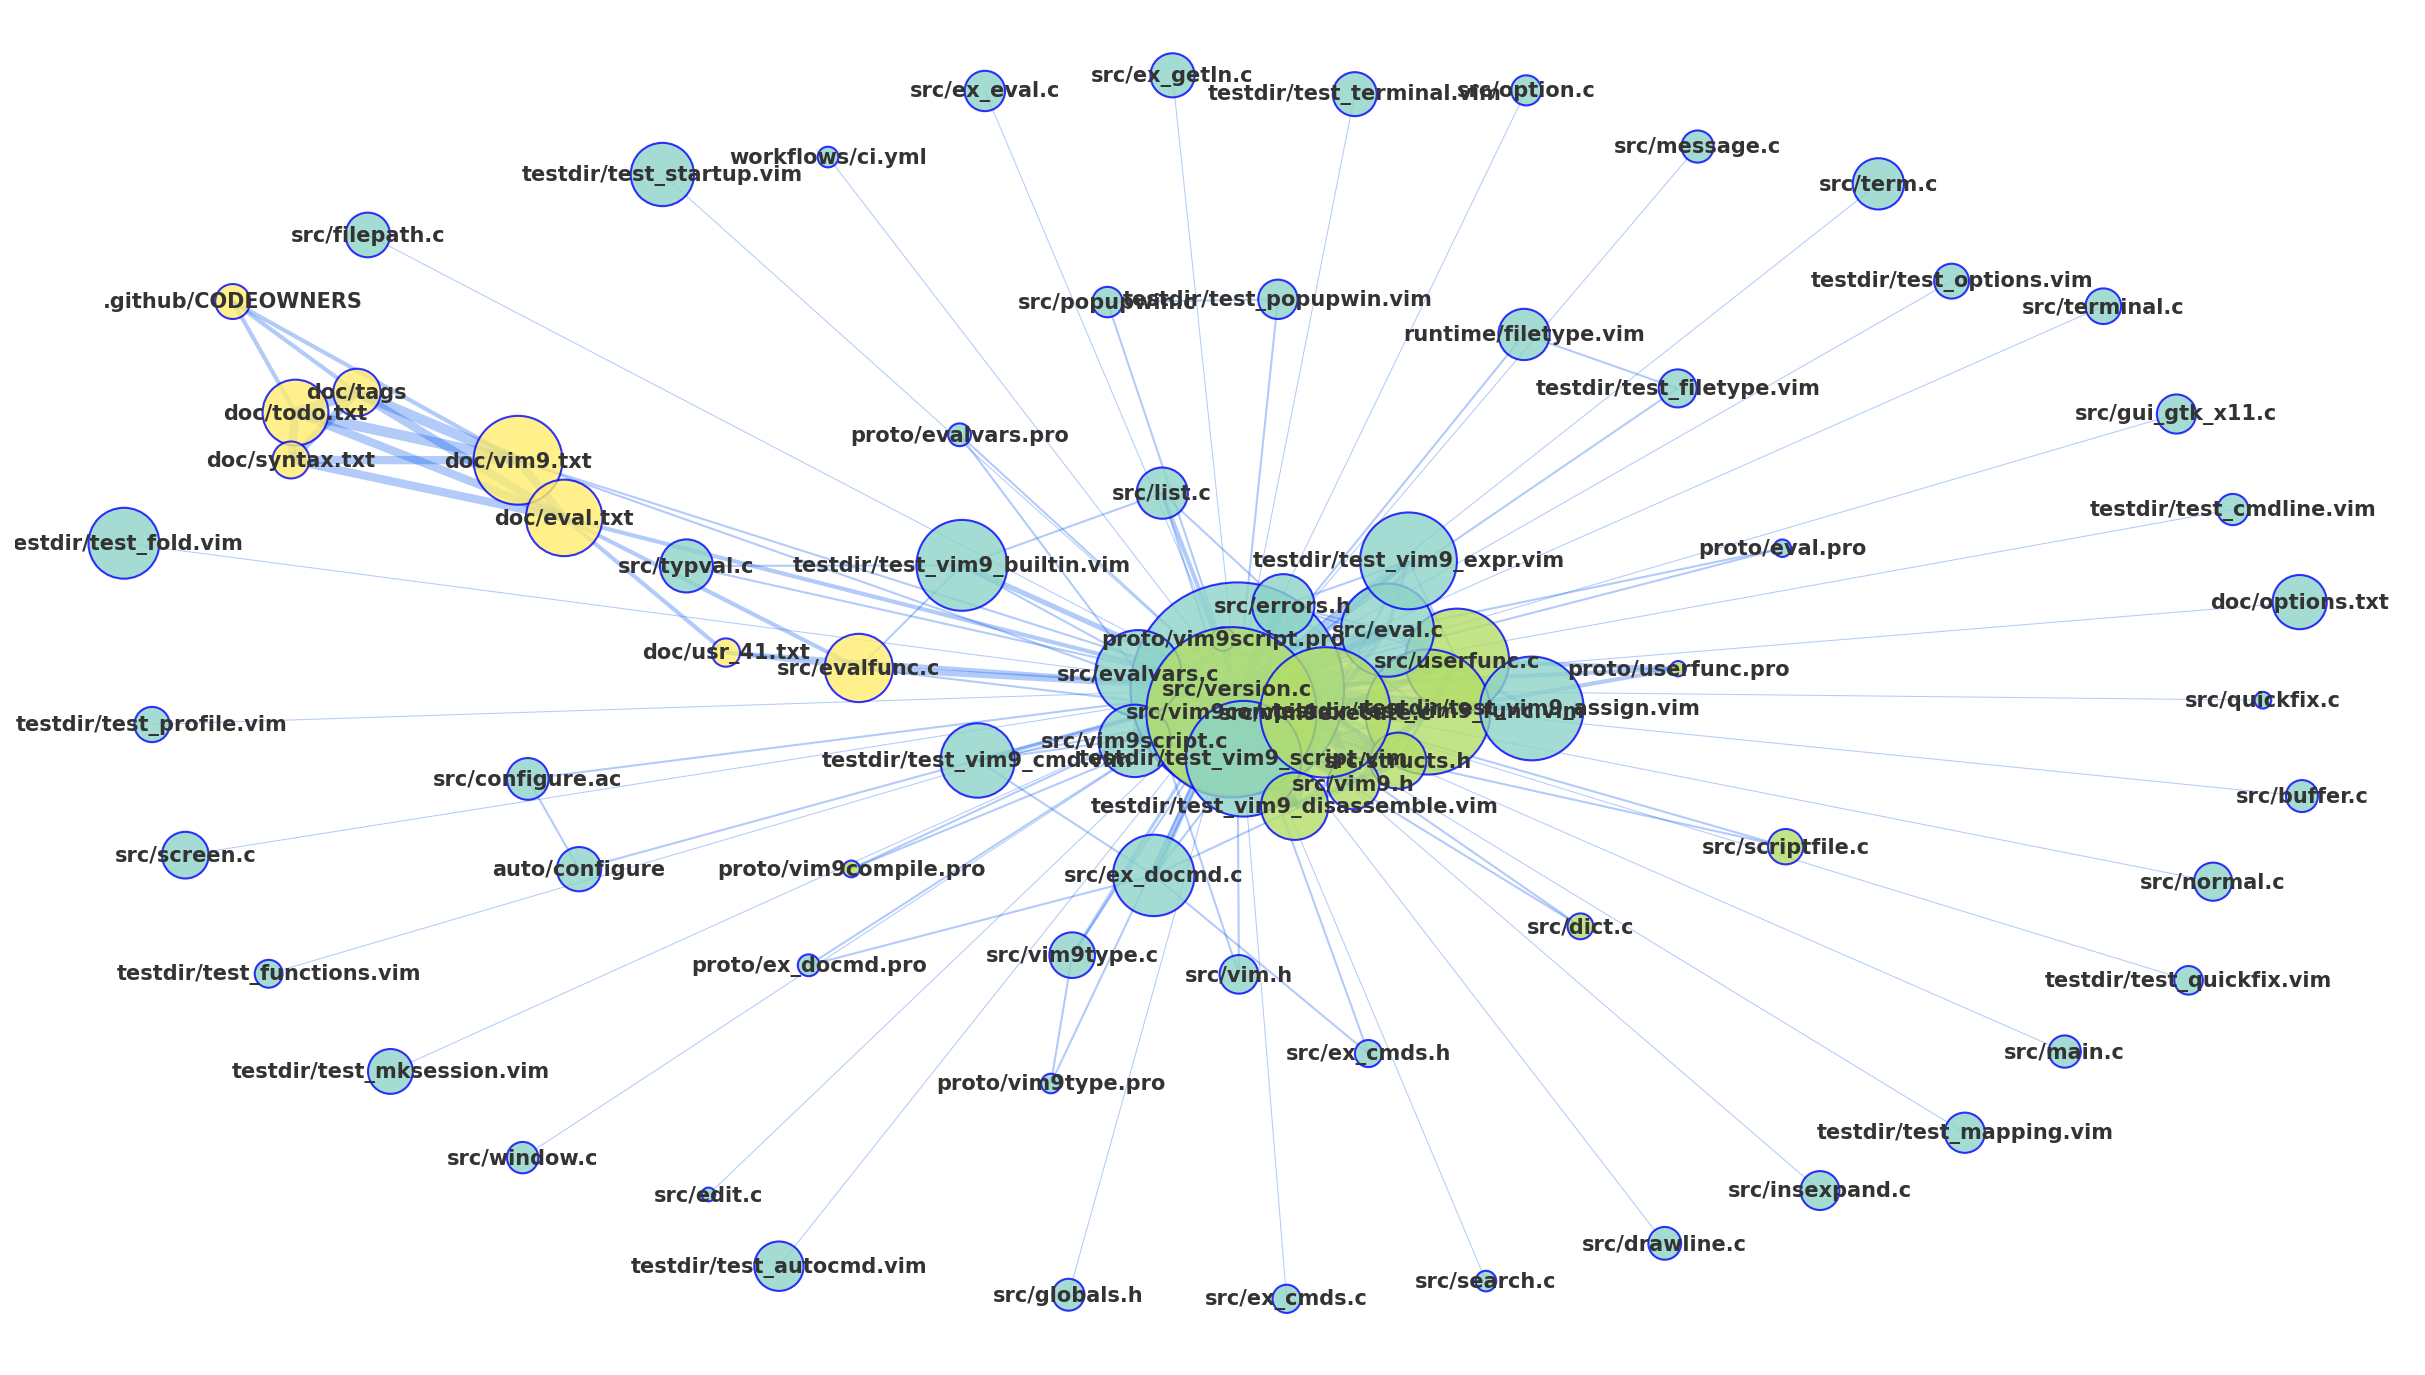 src/ex_getln.c
src/ex_eval.c
testdir/test_terminal.vim
src/option.c
src/message.c
workflows/ci.yml
testdir/test_startup.vim
src/term.c
src/filepath.c
testdir/test_options.vim
.github/CODEOWNERS
src/popupwin.c
testdir/test_popupwin.vim
src/terminal.c
runtime/filetype.vim
testdir/test_filetype.vim
doc/tags
doc/todo.txt
src/gui_gtk_x11.c
proto/evalvars.pro
doc/syntax.txt
doc/vim9.txt
src/list.c
testdir/test_cmdline.vim
doc/eval.txt
estdir/test_fold.vim
proto/eval.pro
src/typval.c
testdir/test_vim9_builtin.vim
testdir/test_vim9_expr.vim
doc/options.txt
src/errors.h
src/eval.c
proto/vim9script.pro
doc/usr_41.txt
src/evalfunc.c
src/userfunc.c
proto/userfunc.pro
src/evalvars.c
src/version.c
src/quickfix.c
src/vim9compile.c
src/vim9execute.c
testdir/test_vim9_func.vim
testdir/test_vim9_assign.vim
testdir/test_profile.vim
src/vim9script.c
testdir/test_vim9_cmd.vim
testdir/test_vim9_script.vim
src/structs.h
src/configure.ac
src/vim9.h
src/buffer.c
testdir/test_vim9_disassemble.vim
src/scriptfile.c
src/screen.c
auto/configure
proto/vim9compile.pro
src/ex_docmd.c
src/normal.c
src/dict.c
src/vim9type.c
proto/ex_docmd.pro
testdir/test_functions.vim
src/vim.h
testdir/test_quickfix.vim
src/ex_cmds.h
src/main.c
testdir/test_mksession.vim
proto/vim9type.pro
testdir/test_mapping.vim
src/window.c
src/edit.c
src/insexpand.c
src/drawline.c
testdir/test_autocmd.vim
src/search.c
src/globals.h
src/ex_cmds.c